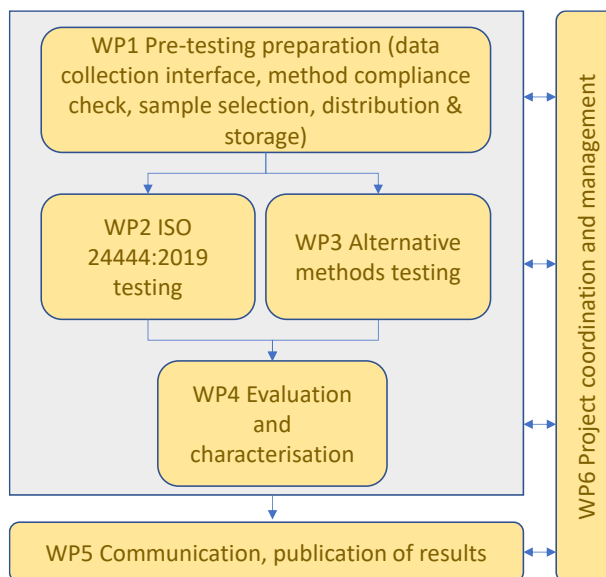 WP1 Pre-testing preparation (data
collection interface, method compliance
check, sample selection, distribution &
storage)
WP2 ISO
24444:2019
testing
WP3 Alternative
methods testing
WP4 Evaluation
and
characterisation
WP5 Communication, publication of results
WP6 Project coordination and management